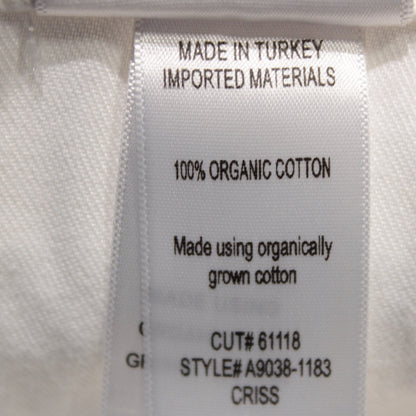 MADE IN TURKEY
IMPORTED MATERIALS
100% ORGANIC COTTON
Made using organically
grown cotton
CUT# 61118
STYLE# A9038-1183
CRISS